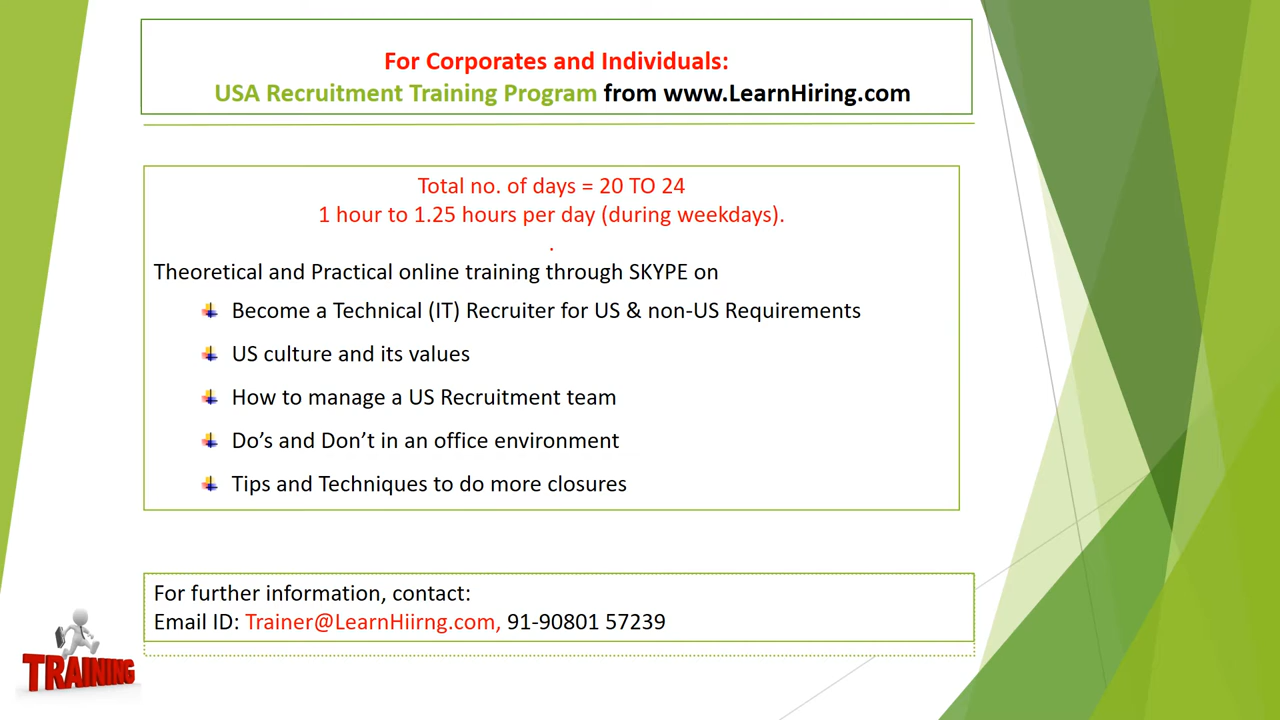 For Corporates and Individuals:
USA Recruitment Training Program from www.LearnHiring.com
Total no. of days = 20 TO 24
1 hour to 1.25 hours per day (during weekdays).
.
Theoretical and Practical online training through SKYPE on
Become a Technical (IT) Recruiter for US & non-US Requirements
US culture and its values
How to manage a US Recruitment team
Do’s and Don’t in an office environment
Tips and Techniques to do more closures
For further information, contact:
Email ID: Trainer@LearnHiirng.com, 91-90801 57239
TRAINING